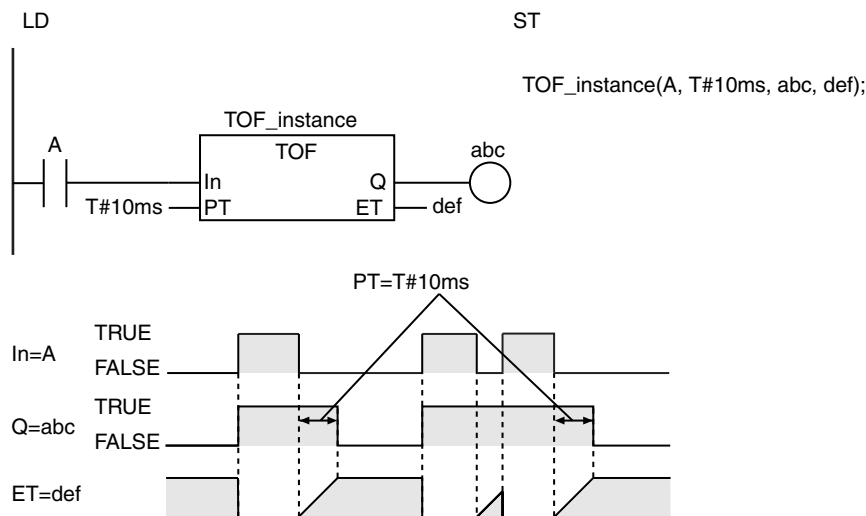 LD
ST
TOF_instance(A, T#10ms, abc, def);
TOF_instance
A
TOF
abc
In
Q
T#10ms
PT
ET
def
PT=T#10ms
In=A
TRUE
FALSE
Q=abc
TRUE
FALSE
ET=def